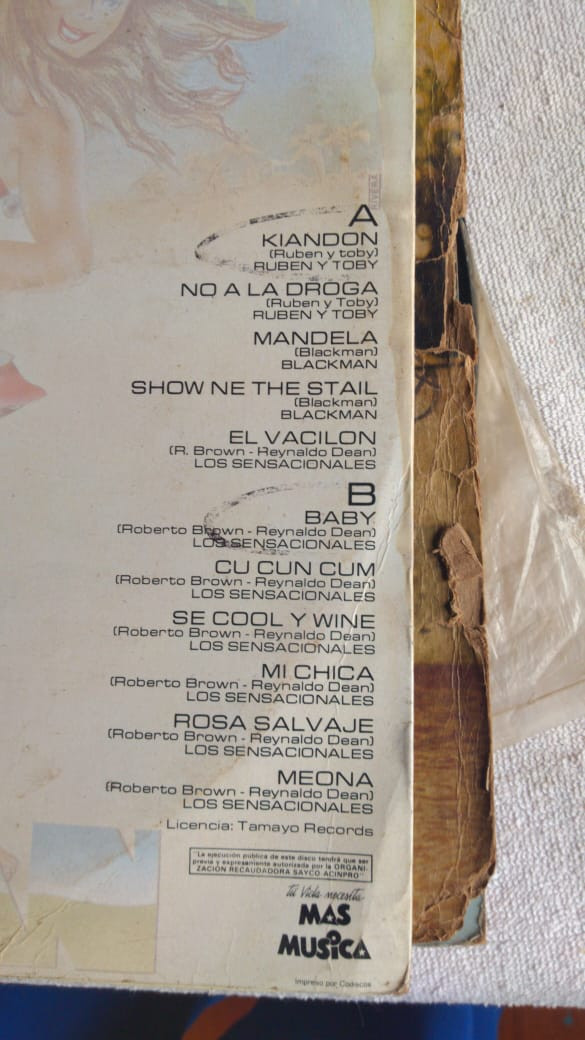 RIVERA
A
KIANDON
(Ruben y toby)
RUBEN Y TOBY
NO A LA DROGA
(Ruben y Toby)
RUBEN Y TOBY
MANDELA
(Blackman)
BLACKMAN
SHOW NE THE STAIL
(Blackman)
BLACKMAN
EL VACILON
(R. Brown - Reynaldo Dean)
LOS SENSACIONALES
B
BABY
(Roberto Brown - Reynaldo Dean)
LOS SENSACIONALES
CU CUN CUM
(Roberto Brown - Reynaldo Dean)
LOS SENSACIONALES
SE COOL Y WINE
(Roberto Brown - Reynaldo Dean)
LOS SENSACIONALES
MI CHICA
(Roberto Brown - Reynaldo Dean)
LOS SENSACIONALES
ROSA SALVAJE
(Roberto Brown - Reynaldo Dean)
LOS SENSACIONALES
MEONA
(Roberto Brown - Reynaldo Dean)
LOS SENSACIONALES
Licencia: Tamayo Records
"La ejecución pública de este disco tendrá que ser
previa y expresamente autorizada por la ORGANI-
ZACIÓN RECAUDADORA SAYCO ACINPRO"
tu Vida necesita
MAS
MUSICA
Impreso por Codiscos